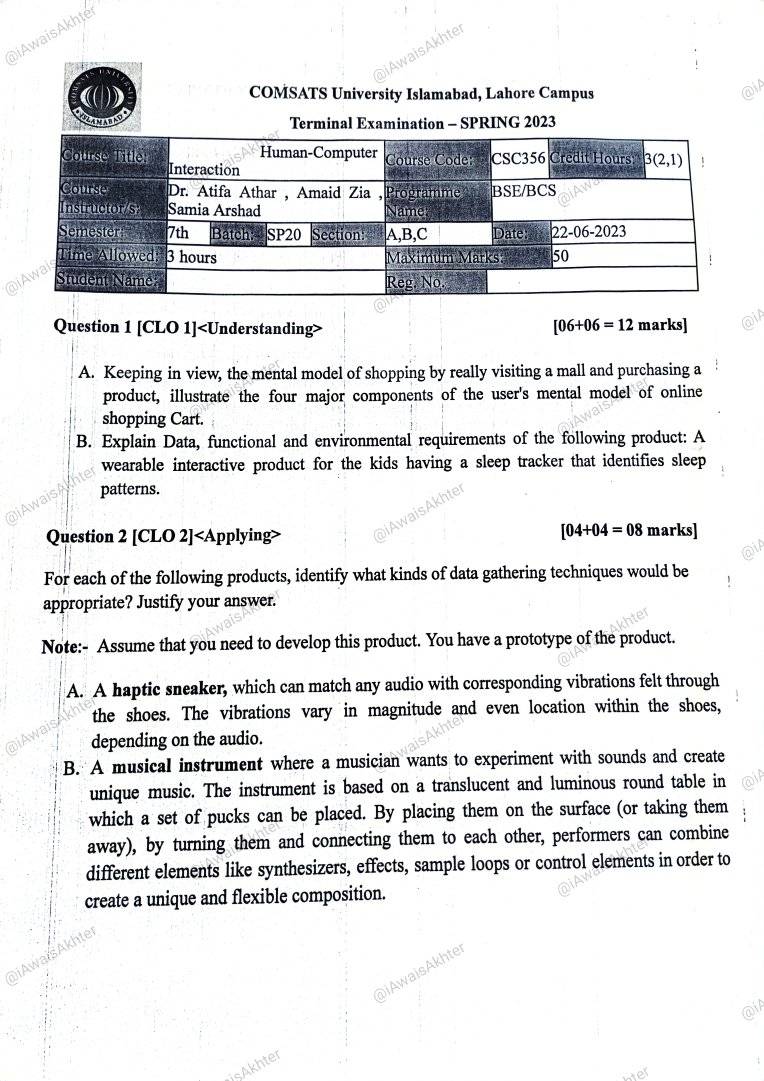 COMSATS University Islamabad, Lahore Campus
Terminal Examination – SPRING 2023
Course Title: Human-Computer Interaction Course Code: CSC356 Credit Hours: 3(2,1)
Course Instructor/s: Dr. Atifa Athar , Amaid Zia , Samia Arshad Programme Name: BSE/BCS
Semester: 7th Batch: SP20 Section: A,B,C Date: 22-06-2023
Time Allowed: 3 hours Maximum Marks: 50
Student Name: Reg. No.
Question 1 [CLO 1]<Understanding> [06+06 = 12 marks]
A. Keeping in view, the mental model of shopping by really visiting a mall and purchasing a
product, illustrate the four major components of the user's mental model of online
shopping Cart.
B. Explain Data, functional and environmental requirements of the following product: A
wearable interactive product for the kids having a sleep tracker that identifies sleep
patterns.
Question 2 [CLO 2]<Applying> [04+04 = 08 marks]
For each of the following products, identify what kinds of data gathering techniques would be
appropriate? Justify your answer.
Note:- Assume that you need to develop this product. You have a prototype of the product.
A. A haptic sneaker, which can match any audio with corresponding vibrations felt through
the shoes. The vibrations vary in magnitude and even location within the shoes,
depending on the audio.
B. A musical instrument where a musician wants to experiment with sounds and create
unique music. The instrument is based on a translucent and luminous round table in
which a set of pucks can be placed. By placing them on the surface (or taking them
away), by turning them and connecting them to each other, performers can combine
different elements like synthesizers, effects, sample loops or control elements in order to
create a unique and flexible composition.
@iAwaisAkhter